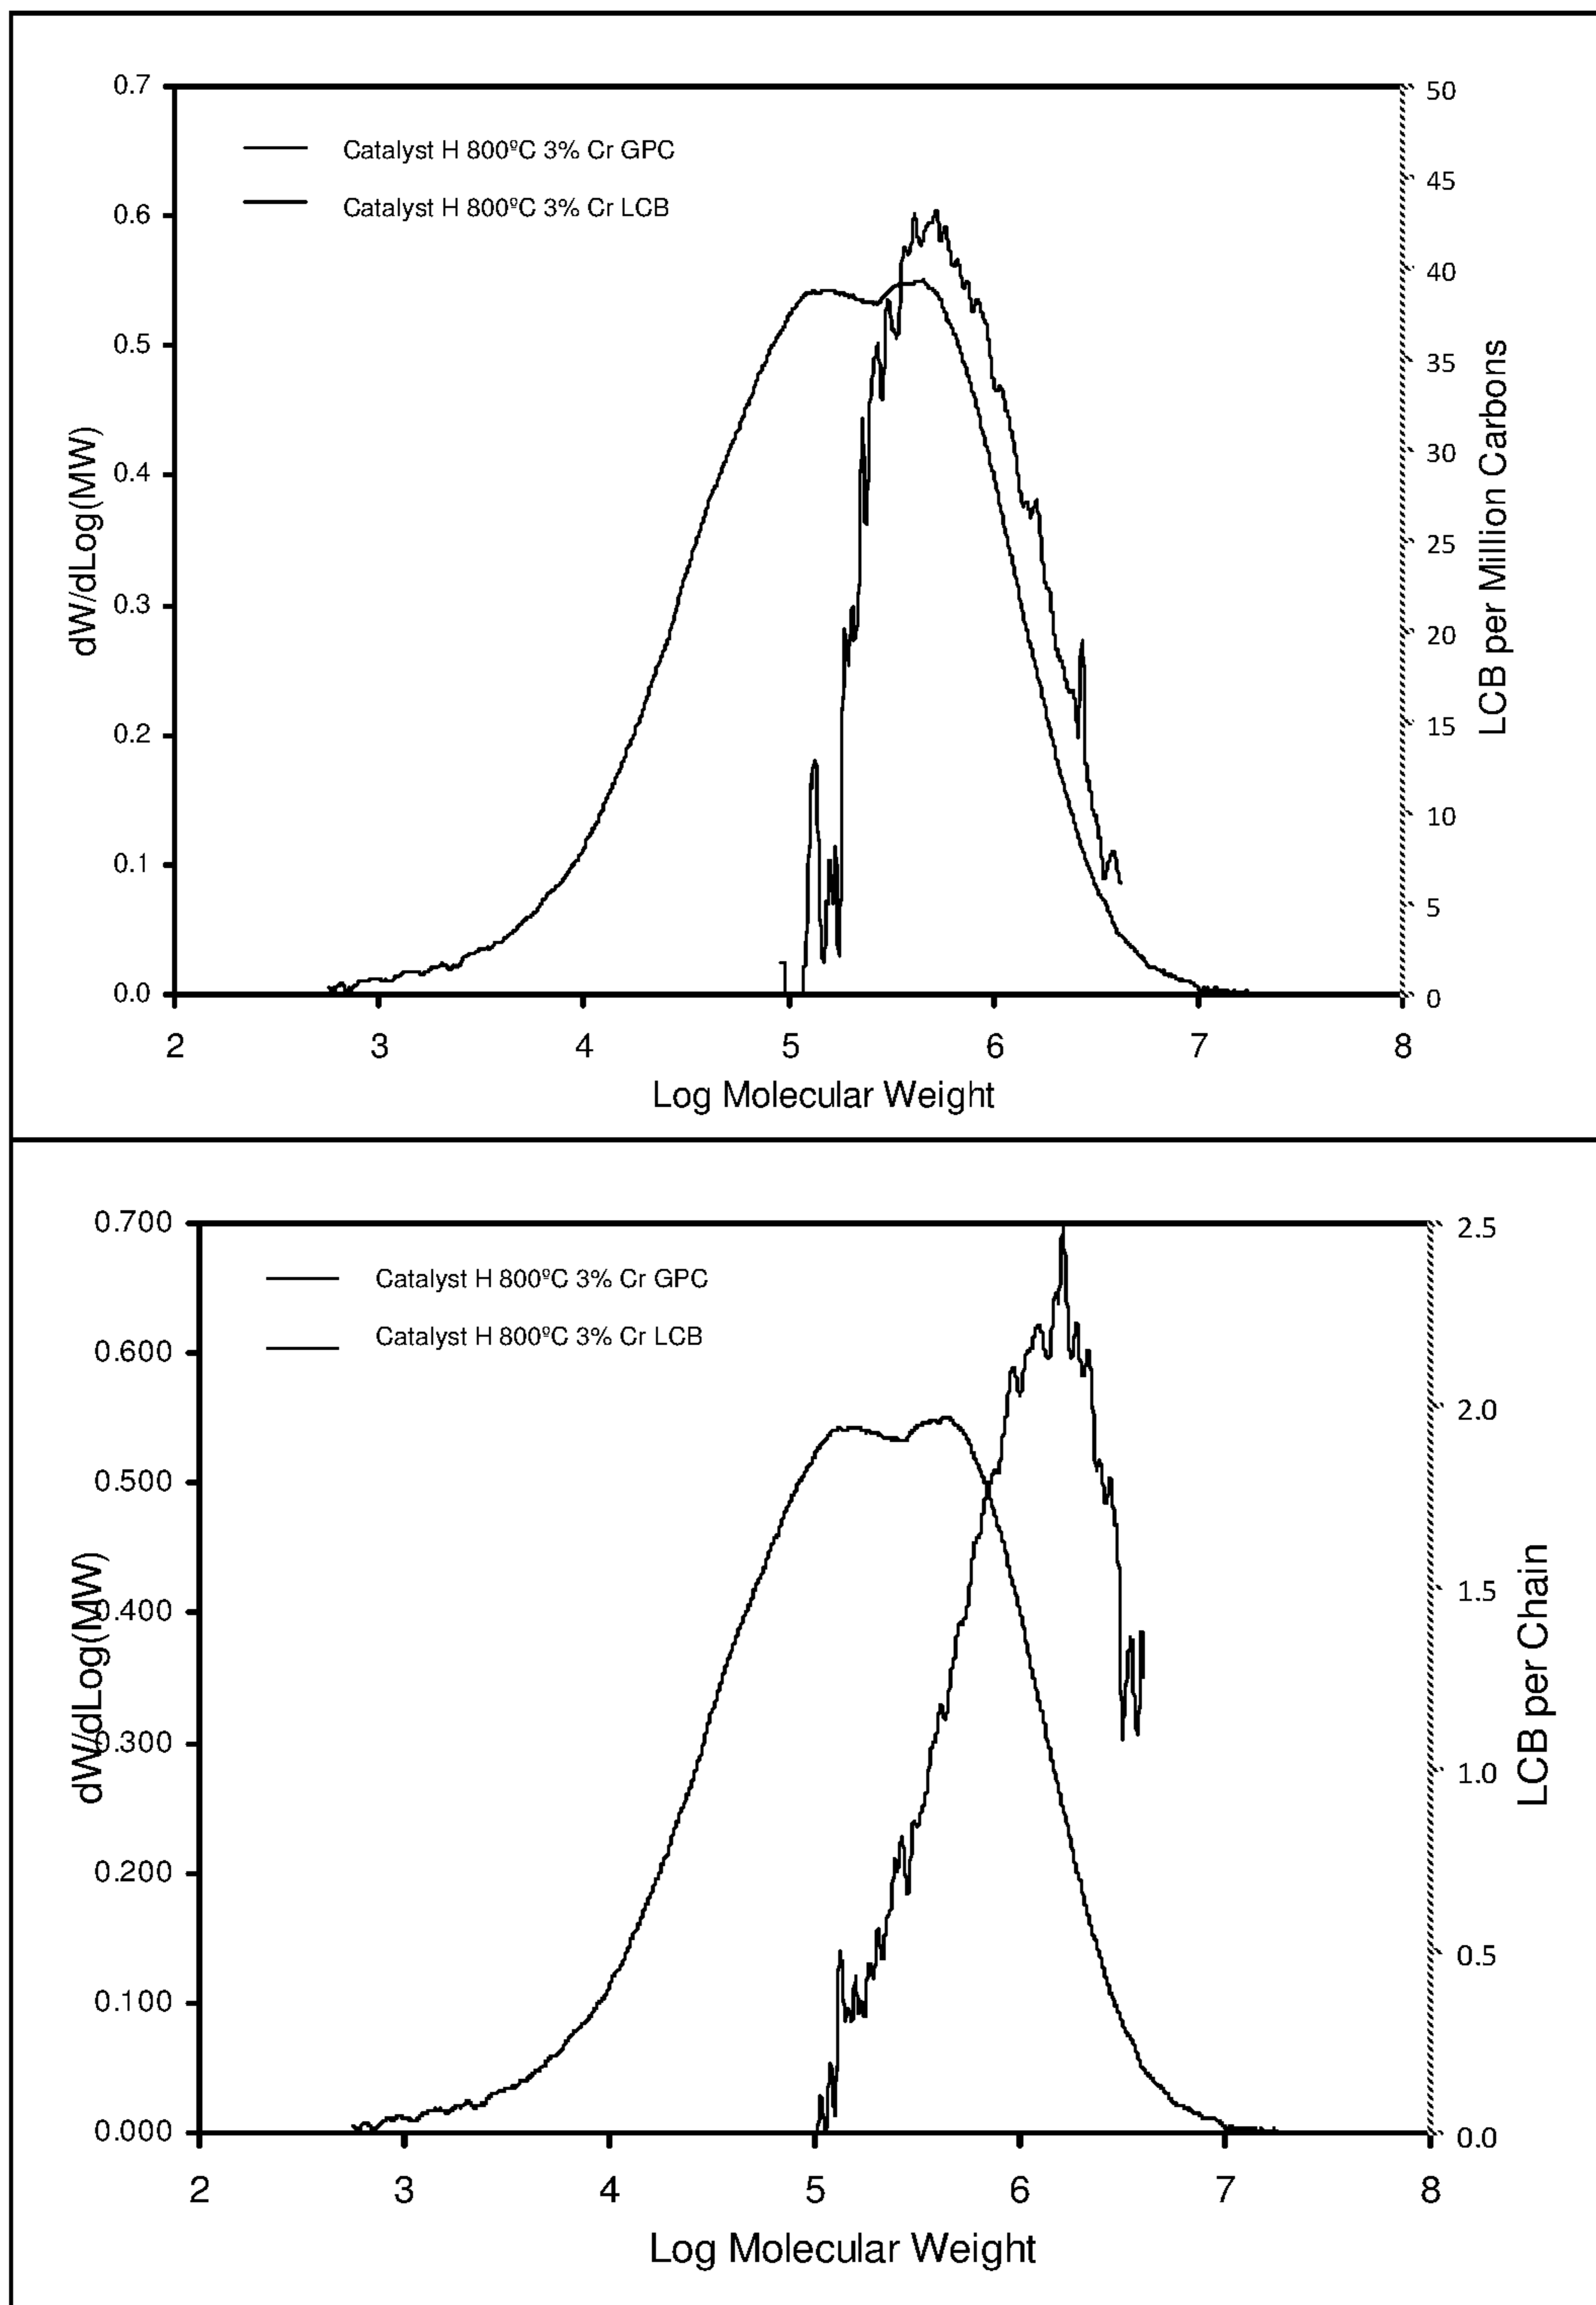 0.7
0.6
0.5
0.4
0.3
0.2
0.1
0.0
dW/dLog(MW)
Catalyst H 800ºC 3% Cr GPC
Catalyst H 800ºC 3% Cr LCB
50
45
40
35
30
25
20
15
10
5
0
LCB per Million Carbons
2 3 4 5 6 7 8
Log Molecular Weight
0.700
0.600
0.500
0.400
0.300
0.200
0.100
0.000
dW/dLog(MW)
Catalyst H 800ºC 3% Cr GPC
Catalyst H 800ºC 3% Cr LCB
2.5
2.0
1.5
1.0
0.5
0.0
LCB per Chain
2 3 4 5 6 7 8
Log Molecular Weight